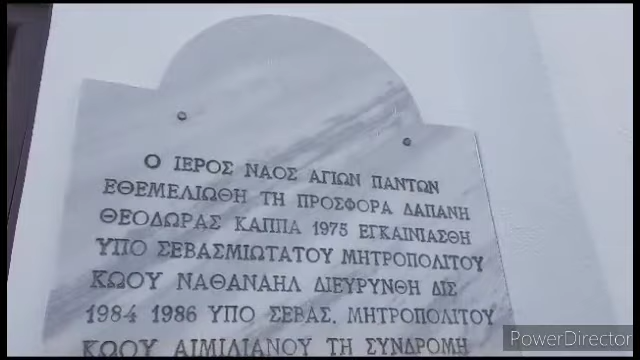 Ο ΙΕΡΟΣ ΝΑΟΣ ΑΓΙΩΝ ΠΑΝΤΩΝ
ΕΘΕΜΕΛΙΩΘΗ ΤΗ ΠΡΟΣΦΟΡΑ ΔΑΠΑΝΗ
ΘΕΟΔΩΡΑΣ ΚΑΠΠΑ 1975 ΕΓΚΑΙΝΙΑΣΘΗ
ΥΠΟ ΣΕΒΑΣΜΙΩΤΑΤΟΥ ΜΗΤΡΟΠΟΛΙΤΟΥ
ΚΩΟΥ ΝΑΘΑΝΑΗΛ ΔΙΕΥΡΥΝΘΗ ΔΙΣ
1984 1986 ΥΠΟ ΣΕΒΑΣ. ΜΗΤΡΟΠΟΛΙΤΟΥ
ΚΩΟΥ ΑΙΜΙΛΙΑΝΟΥ ΤΗ ΣΥΝΔΡΟΜΗ
PowerDirector